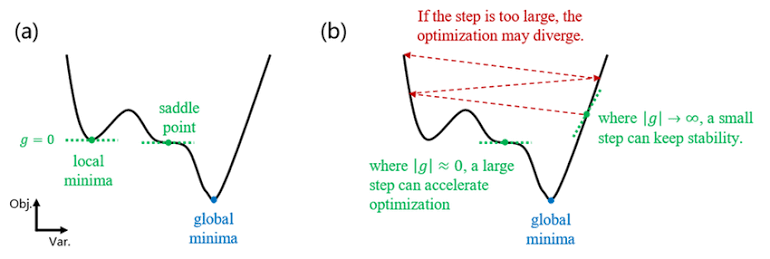 (a)
saddle
point
g = 0
local
minima
Obj.
Var.
global
minima
(b)
If the step is too large, the
optimization may diverge.
where |g| → ∞, a small
step can keep stability.
where |g| ≈ 0, a large
step can accelerate
optimization
global
minima